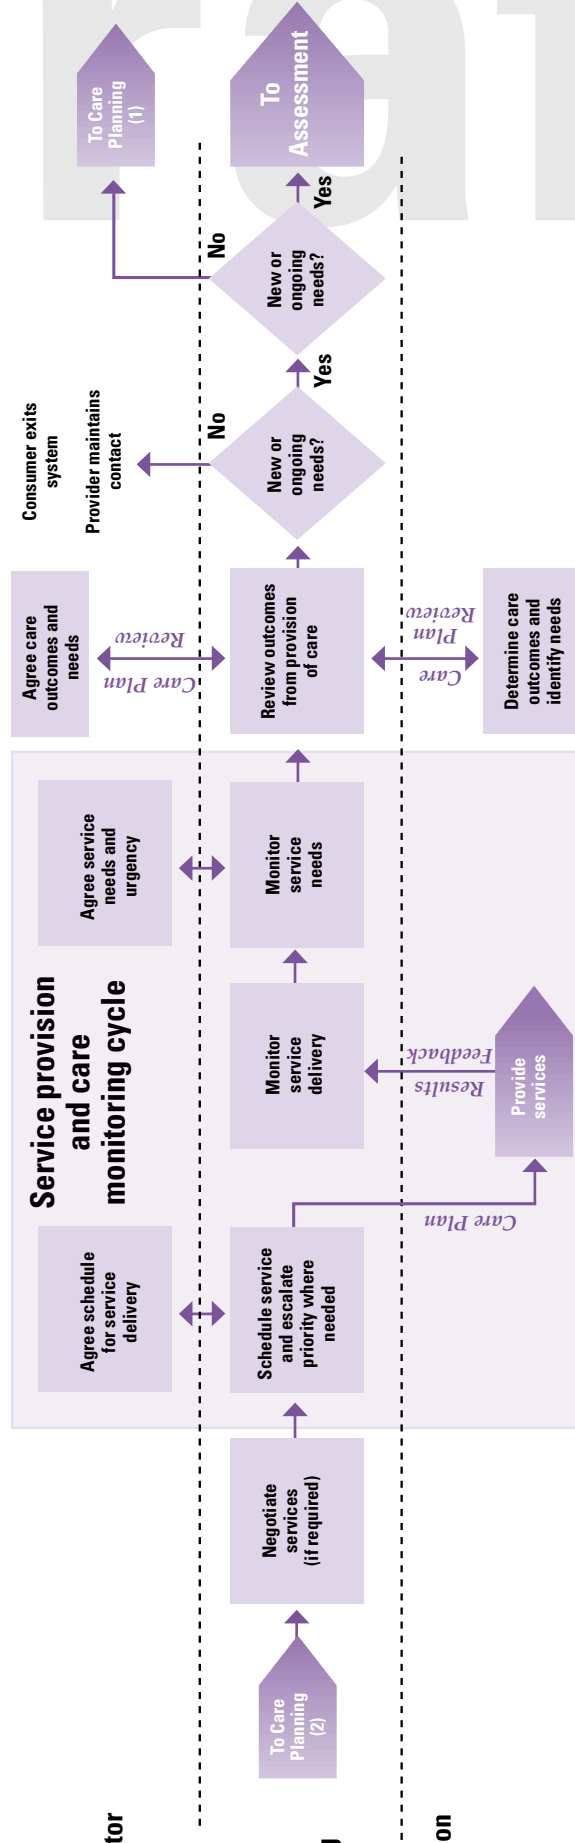 tor
g
on
Service provision
and care
monitoring cycle
Agree schedule
for service
delivery
Agree service
needs and
urgency
Agree care
outcomes and
needs
Consumer exits
system
Provider maintains
contact
To Care
Planning
(1)
Care Plan
Review
No
No
To Care
Planning
(2)
Negotiate
services
(if required)
Schedule service
and escalate
priority where
needed
Monitor
service
delivery
Monitor
service
needs
Review outcomes
from provision
of care
New or
ongoing
needs?
Yes
New or
ongoing
needs?
Yes
To
Assessment
Care Plan
Results
Feedback
Care
Plan
Review
Provide
services
Determine care
outcomes and
identify needs